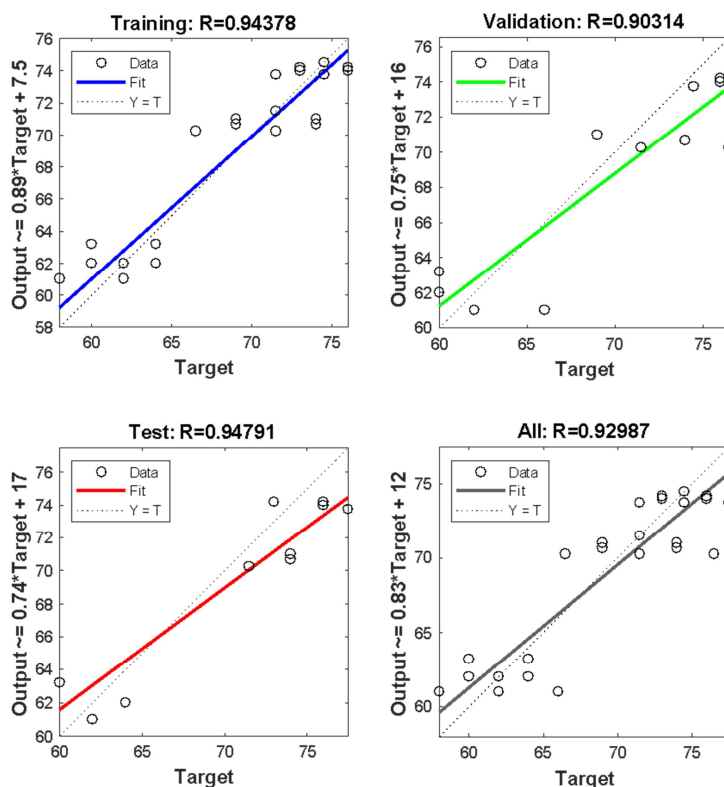 Training: R=0.94378
Output ~= 0.89*Target + 7.5
76
74
72
70
68
66
64
62
60
58
Data
Fit
Y = T
60
65
70
75
Target
Validation: R=0.90314
Output ~= 0.75*Target + 16
76
74
72
70
68
66
64
62
60
Data
Fit
Y = T
60
65
70
75
Target
Test: R=0.94791
Output ~= 0.74*Target + 17
76
74
72
70
68
66
64
62
60
Data
Fit
Y = T
60
65
70
75
Target
All: R=0.92987
Output ~= 0.83*Target + 12
75
70
65
60
Data
Fit
Y = T
60
65
70
75
Target